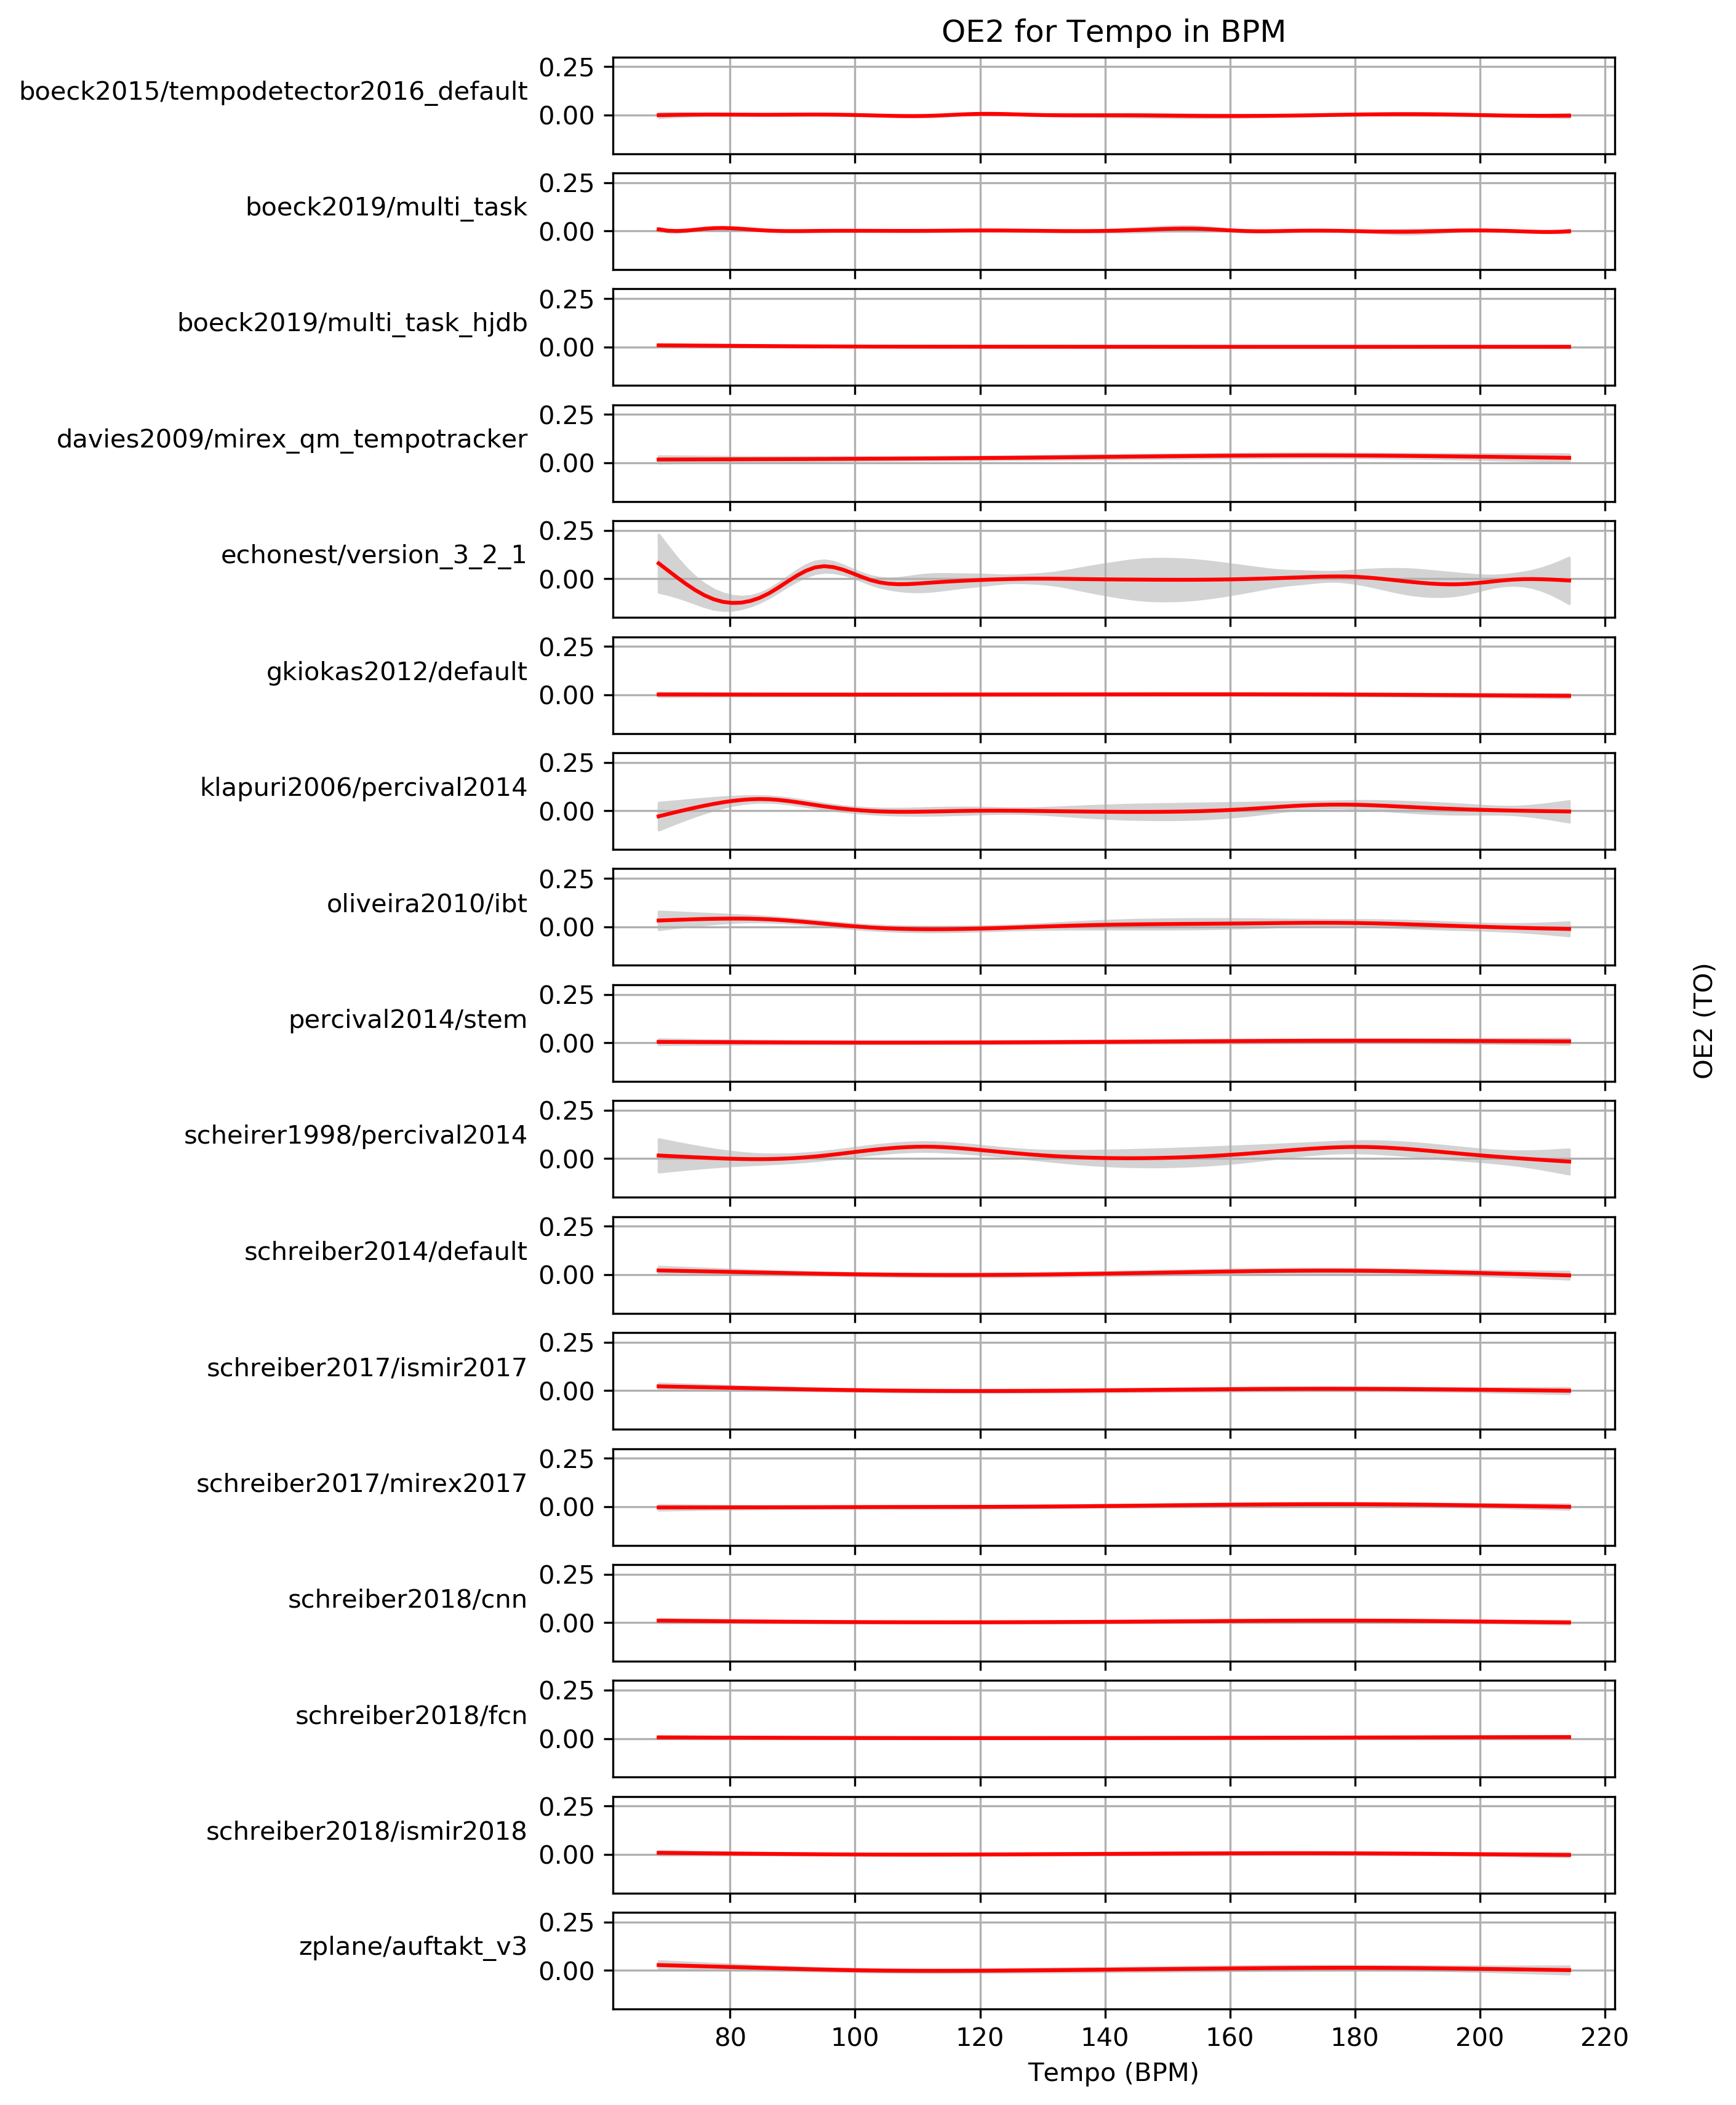 OE2 for Tempo in BPM
boeck2015/tempodetector2016_default
0.25
0.00
boeck2019/multi_task
0.25
0.00
boeck2019/multi_task_hjdb
0.25
0.00
davies2009/mirex_qm_tempotracker
0.25
0.00
echonest/version_3_2_1
0.25
0.00
gkiokas2012/default
0.25
0.00
klapuri2006/percival2014
0.25
0.00
oliveira2010/ibt
0.25
0.00
percival2014/stem
0.25
0.00
OE2 (TO)
scheirer1998/percival2014
0.25
0.00
schreiber2014/default
0.25
0.00
schreiber2017/ismir2017
0.25
0.00
schreiber2017/mirex2017
0.25
0.00
schreiber2018/cnn
0.25
0.00
schreiber2018/fcn
0.25
0.00
schreiber2018/ismir2018
0.25
0.00
zplane/auftakt_v3
0.25
0.00
80 100 120 140 160 180 200 220
Tempo (BPM)